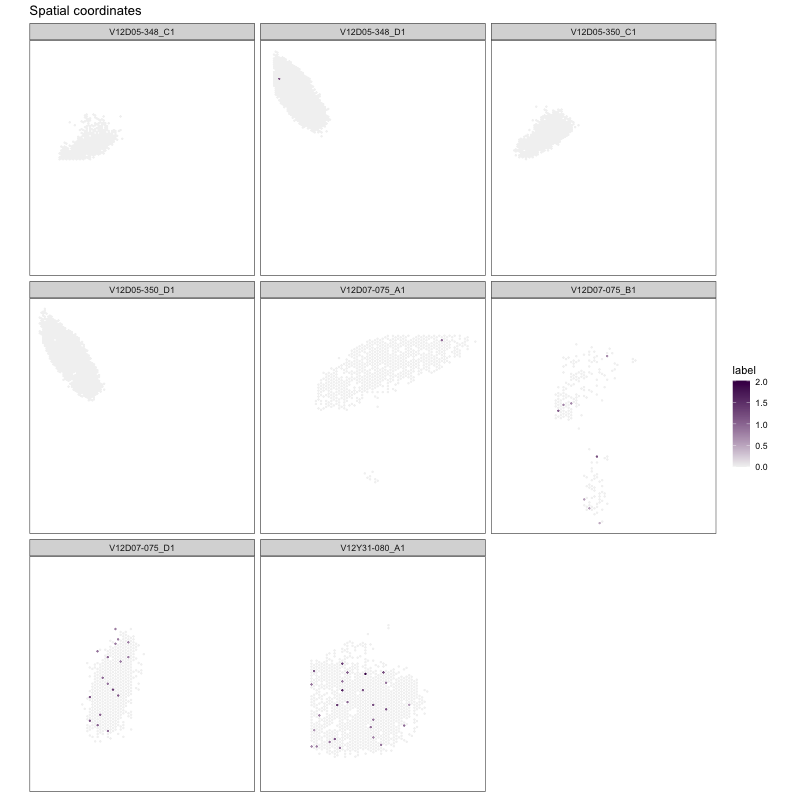 Spatial coordinates
V12D05-348_C1
V12D05-348_D1
V12D05-350_C1
V12D05-350_D1
V12D07-075_A1
V12D07-075_B1
label
2.0
1.5
1.0
0.5
0.0
V12D07-075_D1
V12Y31-080_A1